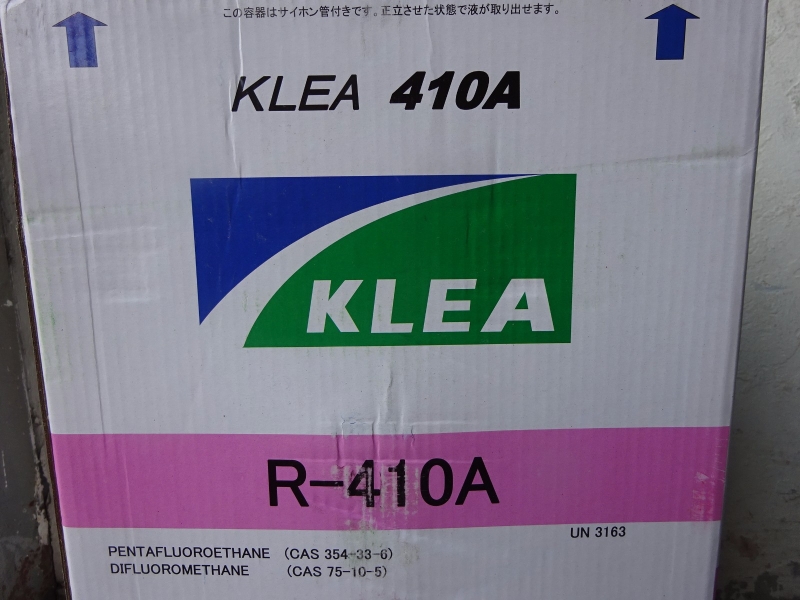 この容器はサイホン管付きです。正立させた状態で液が取り出せます。
KLEA 410A
KLEA
R-410A
UN 3163
PENTAFLUOROETHANE (CAS 354-33-6)
DIFLUOROMETHANE (CAS 75-10-5)